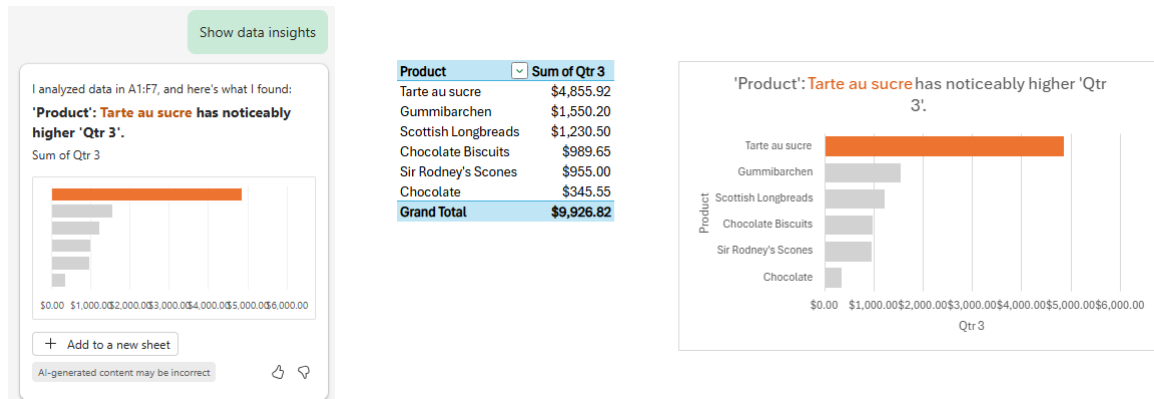 Show data insights
I analyzed data in A1:F7, and here's what I found:
'Product': Tarte au sucre has noticeably
higher 'Qtr 3'.
Sum of Qtr 3
$0.00 $1,000.00 $2,000.00 $3,000.00 $4,000.00 $5,000.00 $6,000.00
+ Add to a new sheet
AI-generated content may be incorrect
Product Sum of Qtr 3
Tarte au sucre $4,855.92
Gummibarchen $1,550.20
Scottish Longbreads $1,230.50
Chocolate Biscuits $989.65
Sir Rodney's Scones $955.00
Chocolate $345.55
Grand Total $9,926.82
'Product': Tarte au sucre has noticeably higher 'Qtr
3'.
Product
Tarte au sucre
Gummibarchen
Scottish Longbreads
Chocolate Biscuits
Sir Rodney's Scones
Chocolate
$0.00 $1,000.00 $2,000.00 $3,000.00 $4,000.00 $5,000.00 $6,000.00
Qtr 3